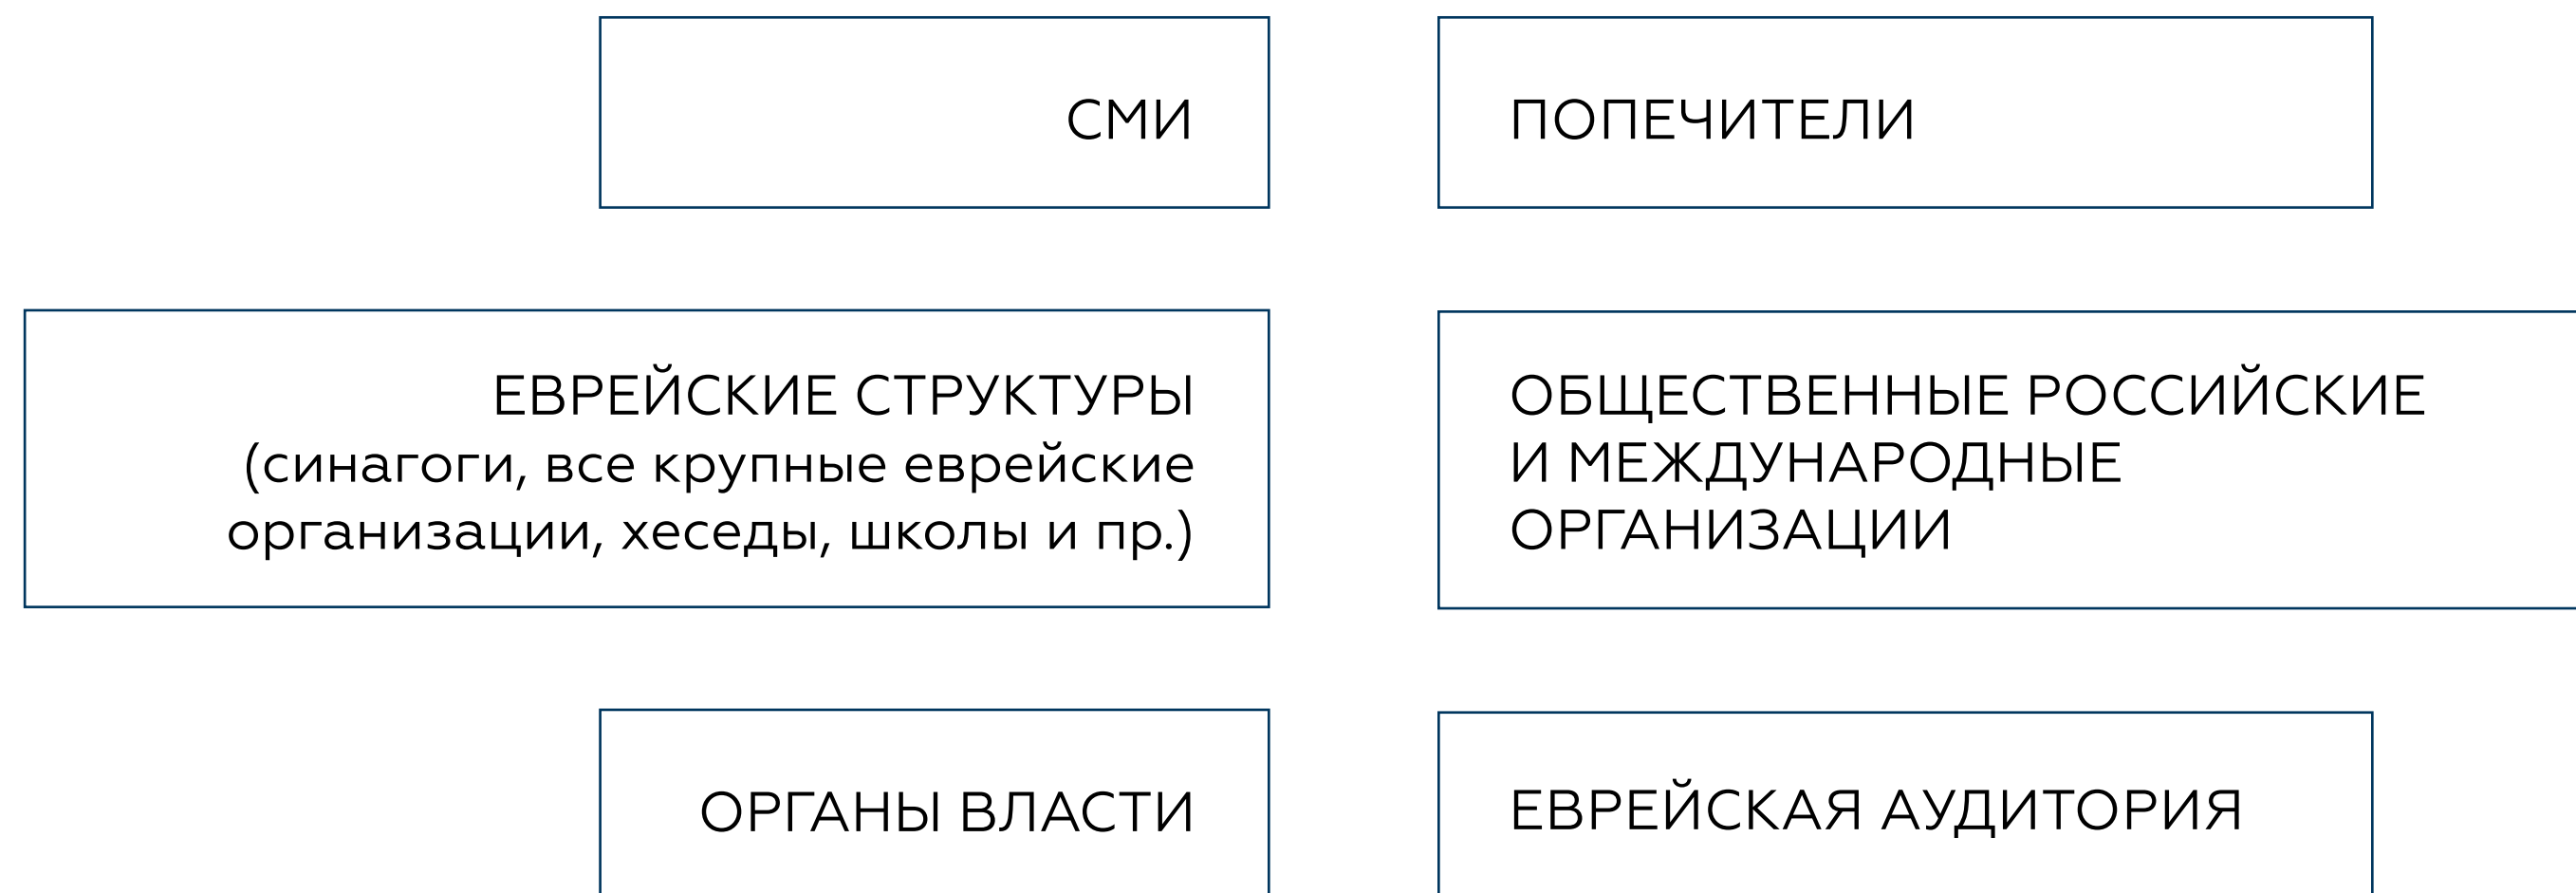 СМИ
ПОПЕЧИТЕЛИ
ЕВРЕЙСКИЕ СТРУКТУРЫ
(синагоги, все крупные еврейские
организации, хеседы, школы и пр.)
ОБЩЕСТВЕННЫЕ РОССИЙСКИЕ
И МЕЖДУНАРОДНЫЕ
ОРГАНИЗАЦИИ
ОРГАНЫ ВЛАСТИ
ЕВРЕЙСКАЯ АУДИТОРИЯ